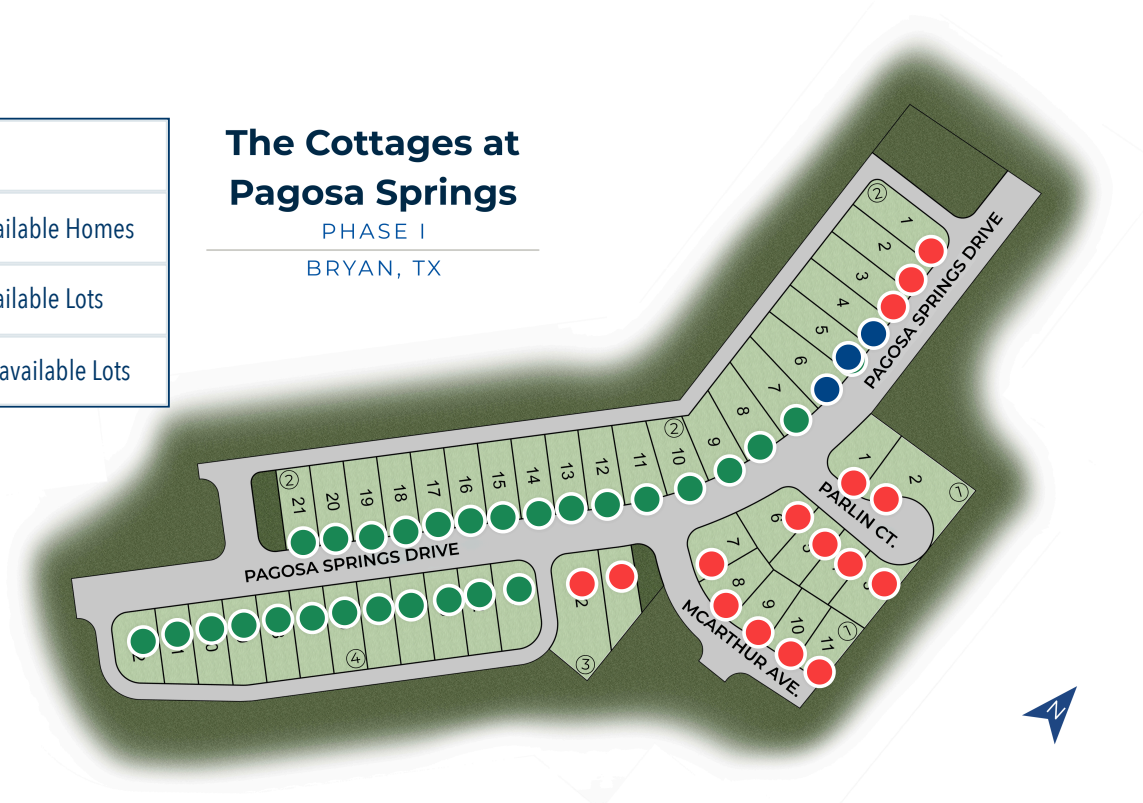 The Cottages at
Pagosa Springs
PHASE I
BRYAN, TX
ailable Homes
ailable Lots
available Lots
② 1
2
3
4
5
6
7
8
9
② 10
11
12
13
14
15
16
17
18
19
20
② 21
PAGOSA SPRINGS DRIVE
PAGOSA SPRINGS DRIVE
1
2
①
PARLIN CT.
6
7
8
9
10
11
①
MCARTHUR AVE.
2
③
④
N